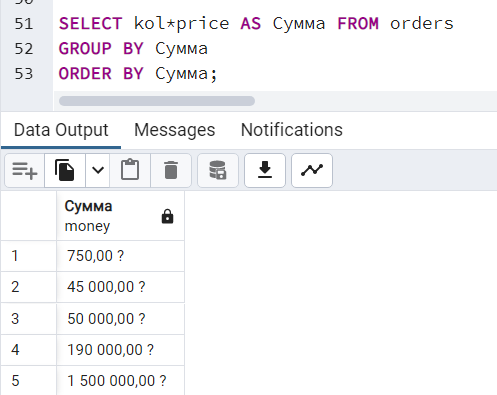 51 SELECT kol*price AS Сумма FROM orders
52 GROUP BY Сумма
53 ORDER BY Сумма;
Data Output Messages Notifications
Сумма
money
1 750,00 ?
2 45 000,00 ?
3 50 000,00 ?
4 190 000,00 ?
5 1 500 000,00 ?